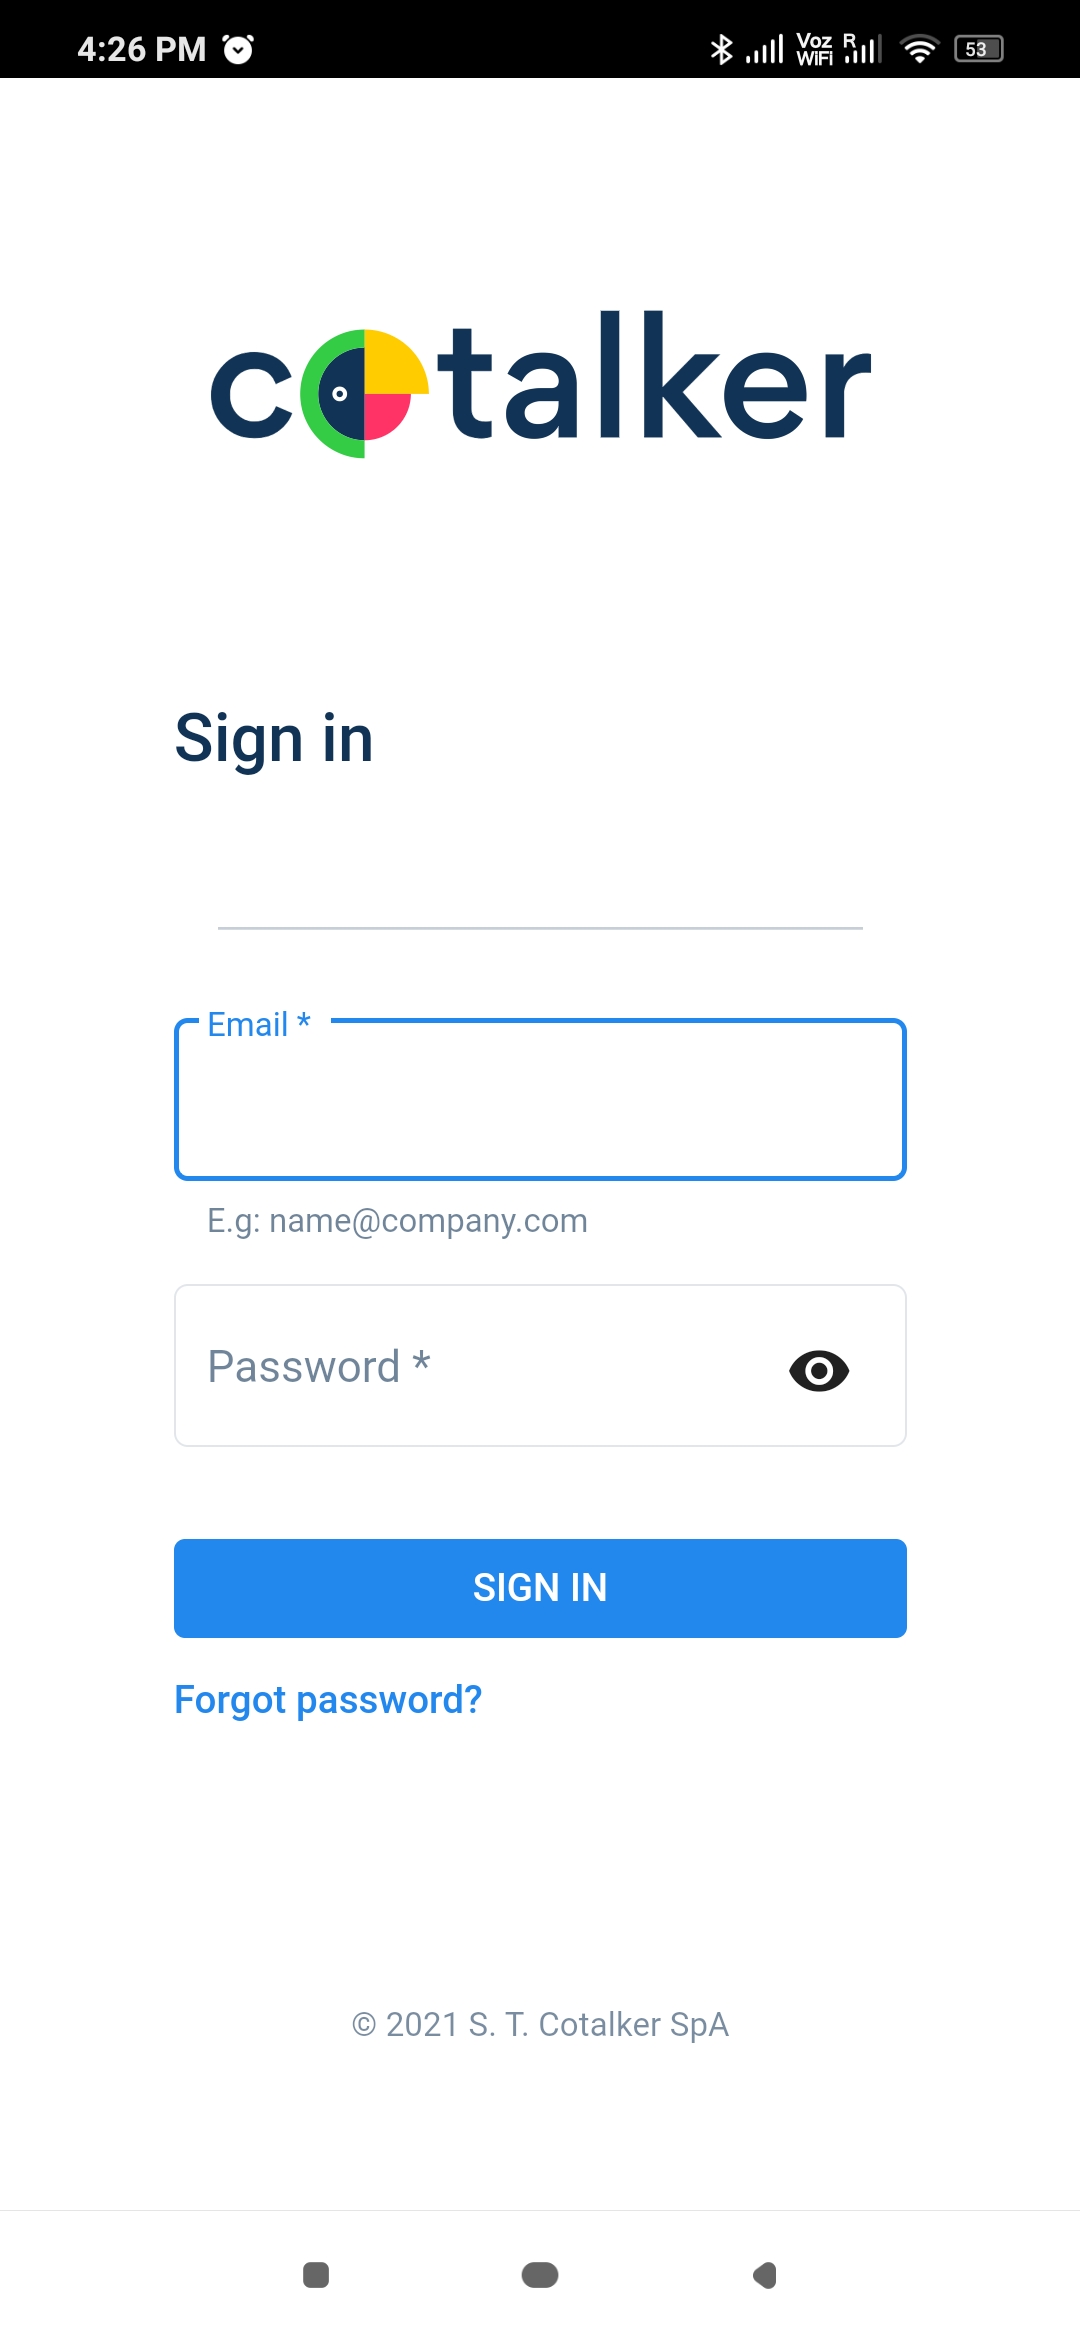 4:26 PM
Voz WiFi R 53
cotalker
Sign in
Email *
E.g: name@company.com
Password *
SIGN IN
Forgot password?
© 2021 S. T. Cotalker SpA